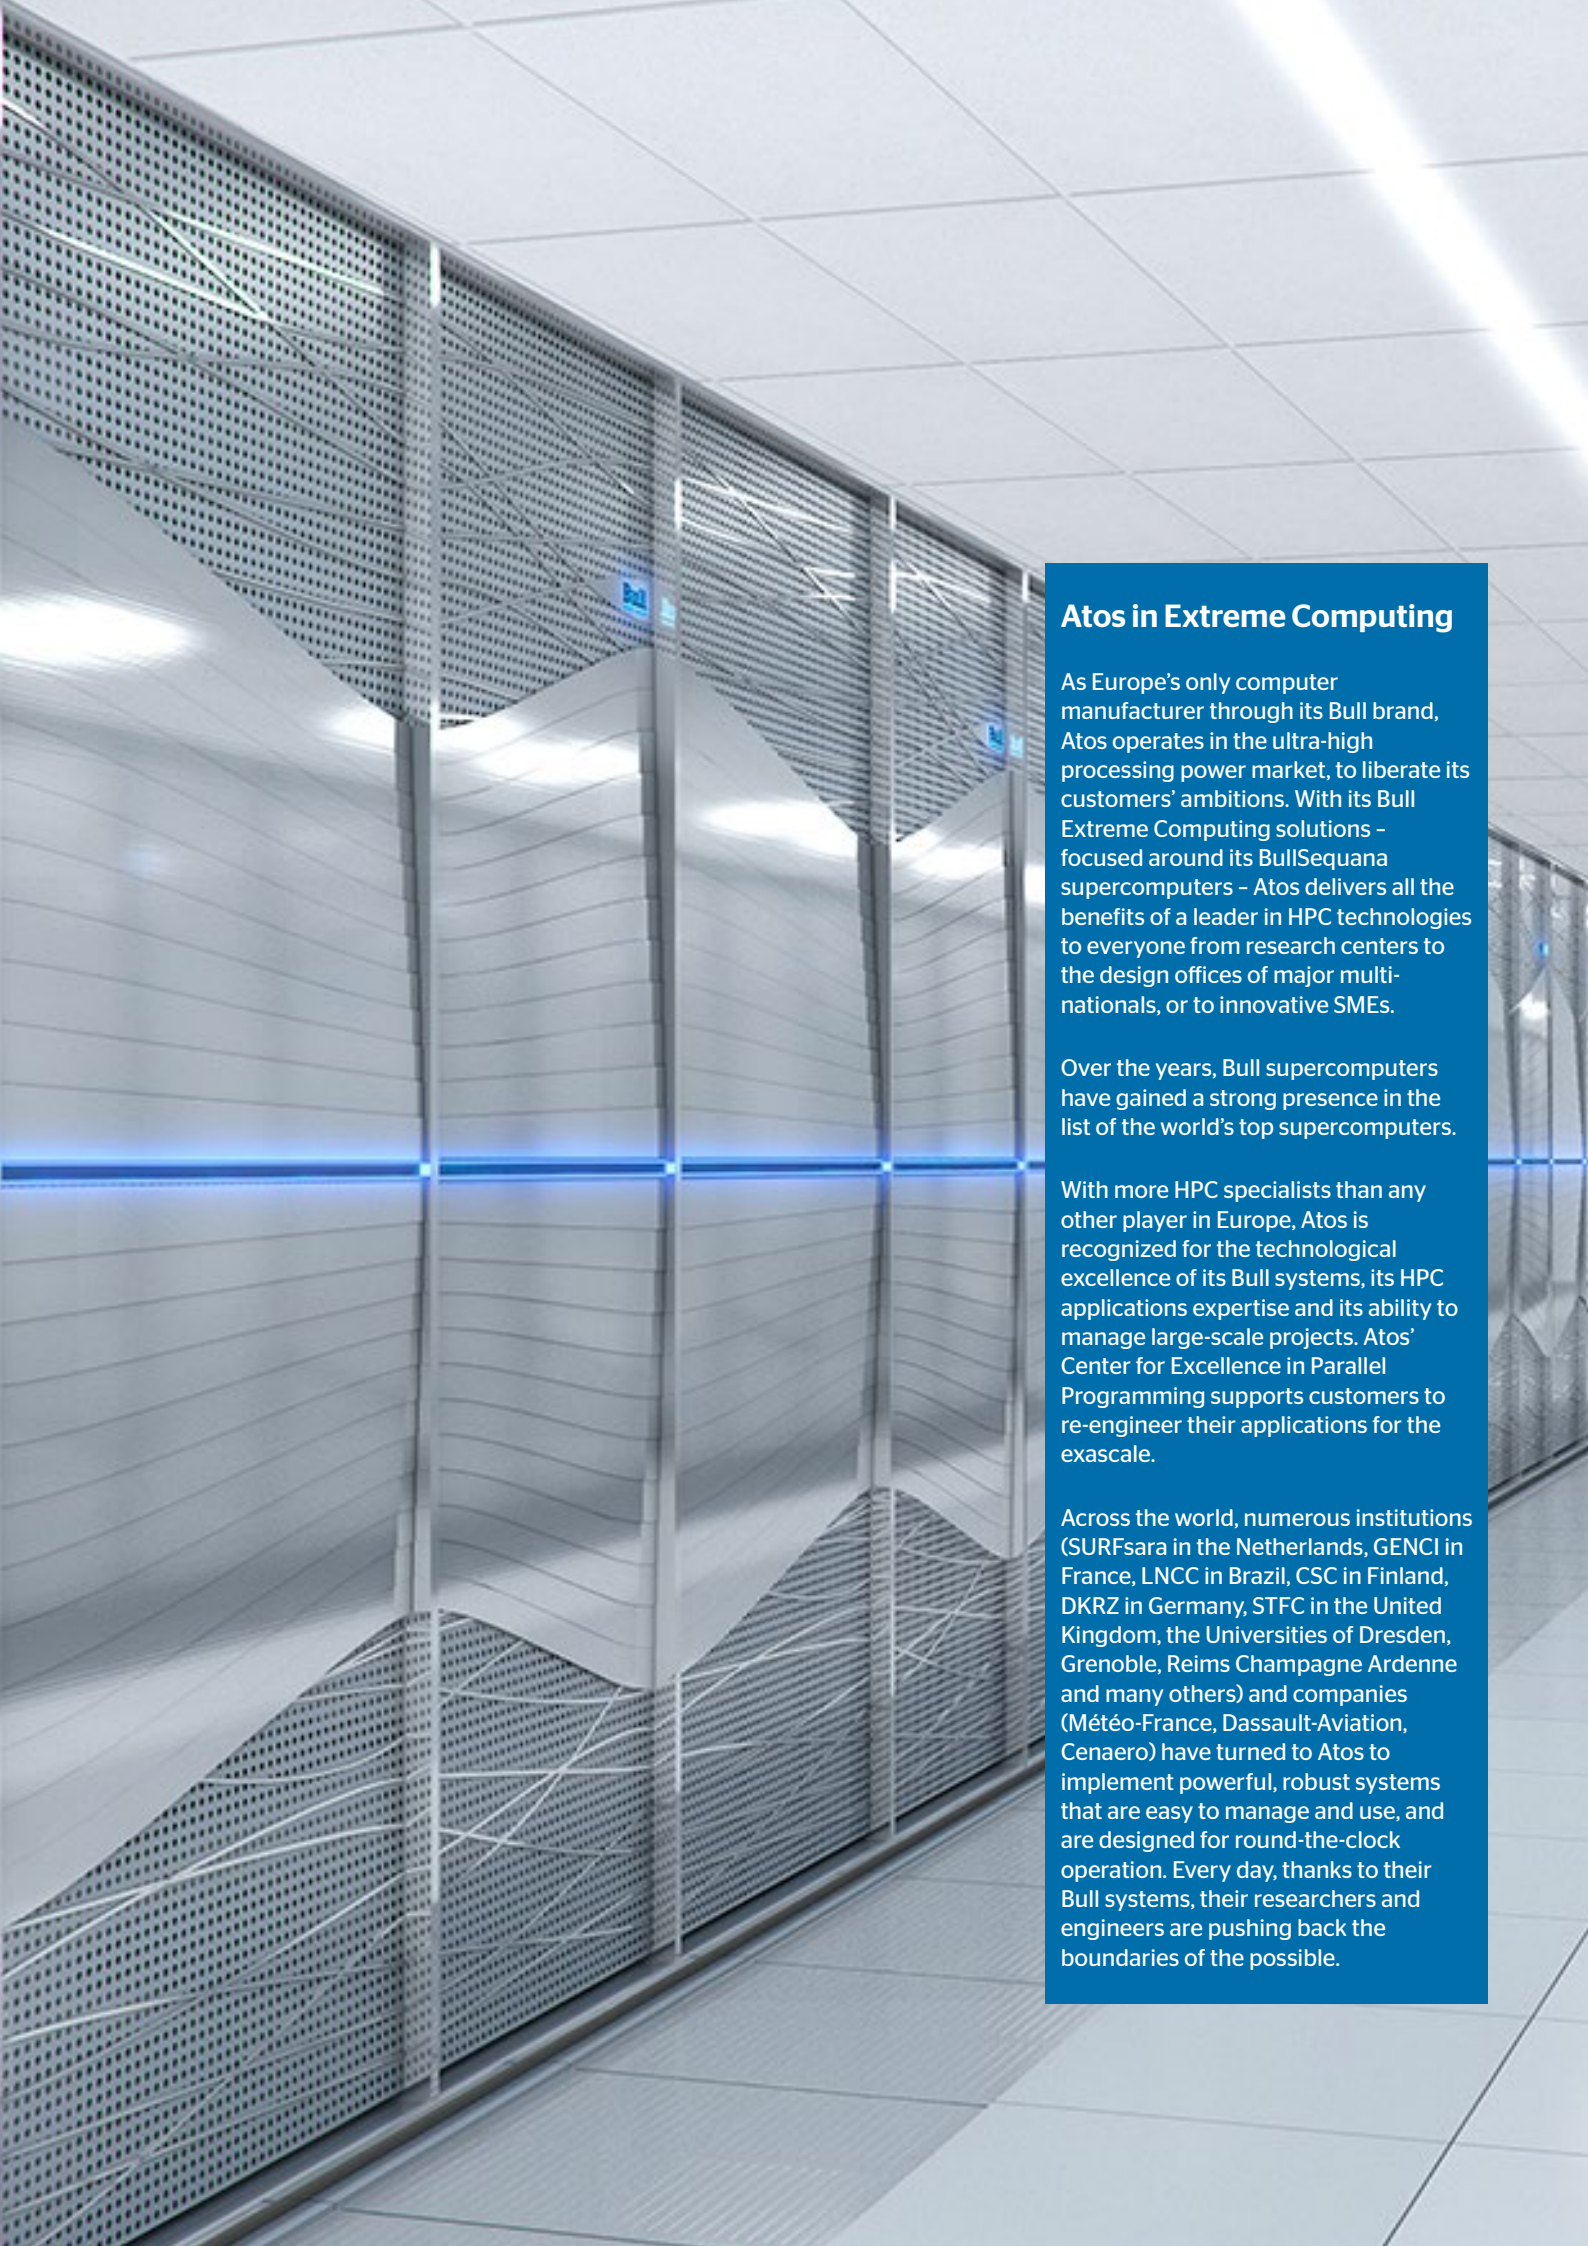 Bull
Bull
Atos in Extreme Computing
As Europe’s only computer
manufacturer through its Bull brand,
Atos operates in the ultra-high
processing power market, to liberate its
customers’ ambitions. With its Bull
Extreme Computing solutions –
focused around its BullSequana
supercomputers – Atos delivers all the
benefits of a leader in HPC technologies
to everyone from research centers to
the design offices of major multi-
nationals, or to innovative SMEs.
Over the years, Bull supercomputers
have gained a strong presence in the
list of the world’s top supercomputers.
With more HPC specialists than any
other player in Europe, Atos is
recognized for the technological
excellence of its Bull systems, its HPC
applications expertise and its ability to
manage large-scale projects. Atos’
Center for Excellence in Parallel
Programming supports customers to
re-engineer their applications for the
exascale.
Across the world, numerous institutions
(SURFsara in the Netherlands, GENCI in
France, LNCC in Brazil, CSC in Finland,
DKRZ in Germany, STFC in the United
Kingdom, the Universities of Dresden,
Grenoble, Reims Champagne Ardenne
and many others) and companies
(Météo-France, Dassault-Aviation,
Cenaero) have turned to Atos to
implement powerful, robust systems
that are easy to manage and use, and
are designed for round-the-clock
operation. Every day, thanks to their
Bull systems, their researchers and
engineers are pushing back the
boundaries of the possible.